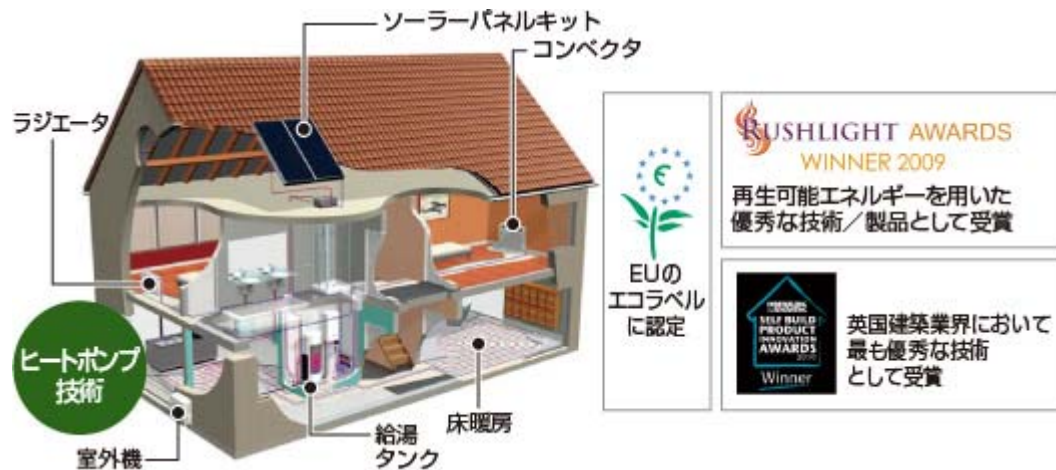 ソーラーパネルキット
コンベクタ
ラジエータ
ヒートポンプ
技術
室外機
給湯
タンク
床暖房
EUの
エコラベル
に認定
RUSHLIGHT AWARDS
WINNER 2009
再生可能エネルギーを用いた
優秀な技術／製品として受賞
SELF BUILD
PRODUCT
INNOVATION
AWARDS
Winner
英国建築業界において
最も優秀な技術
として受賞